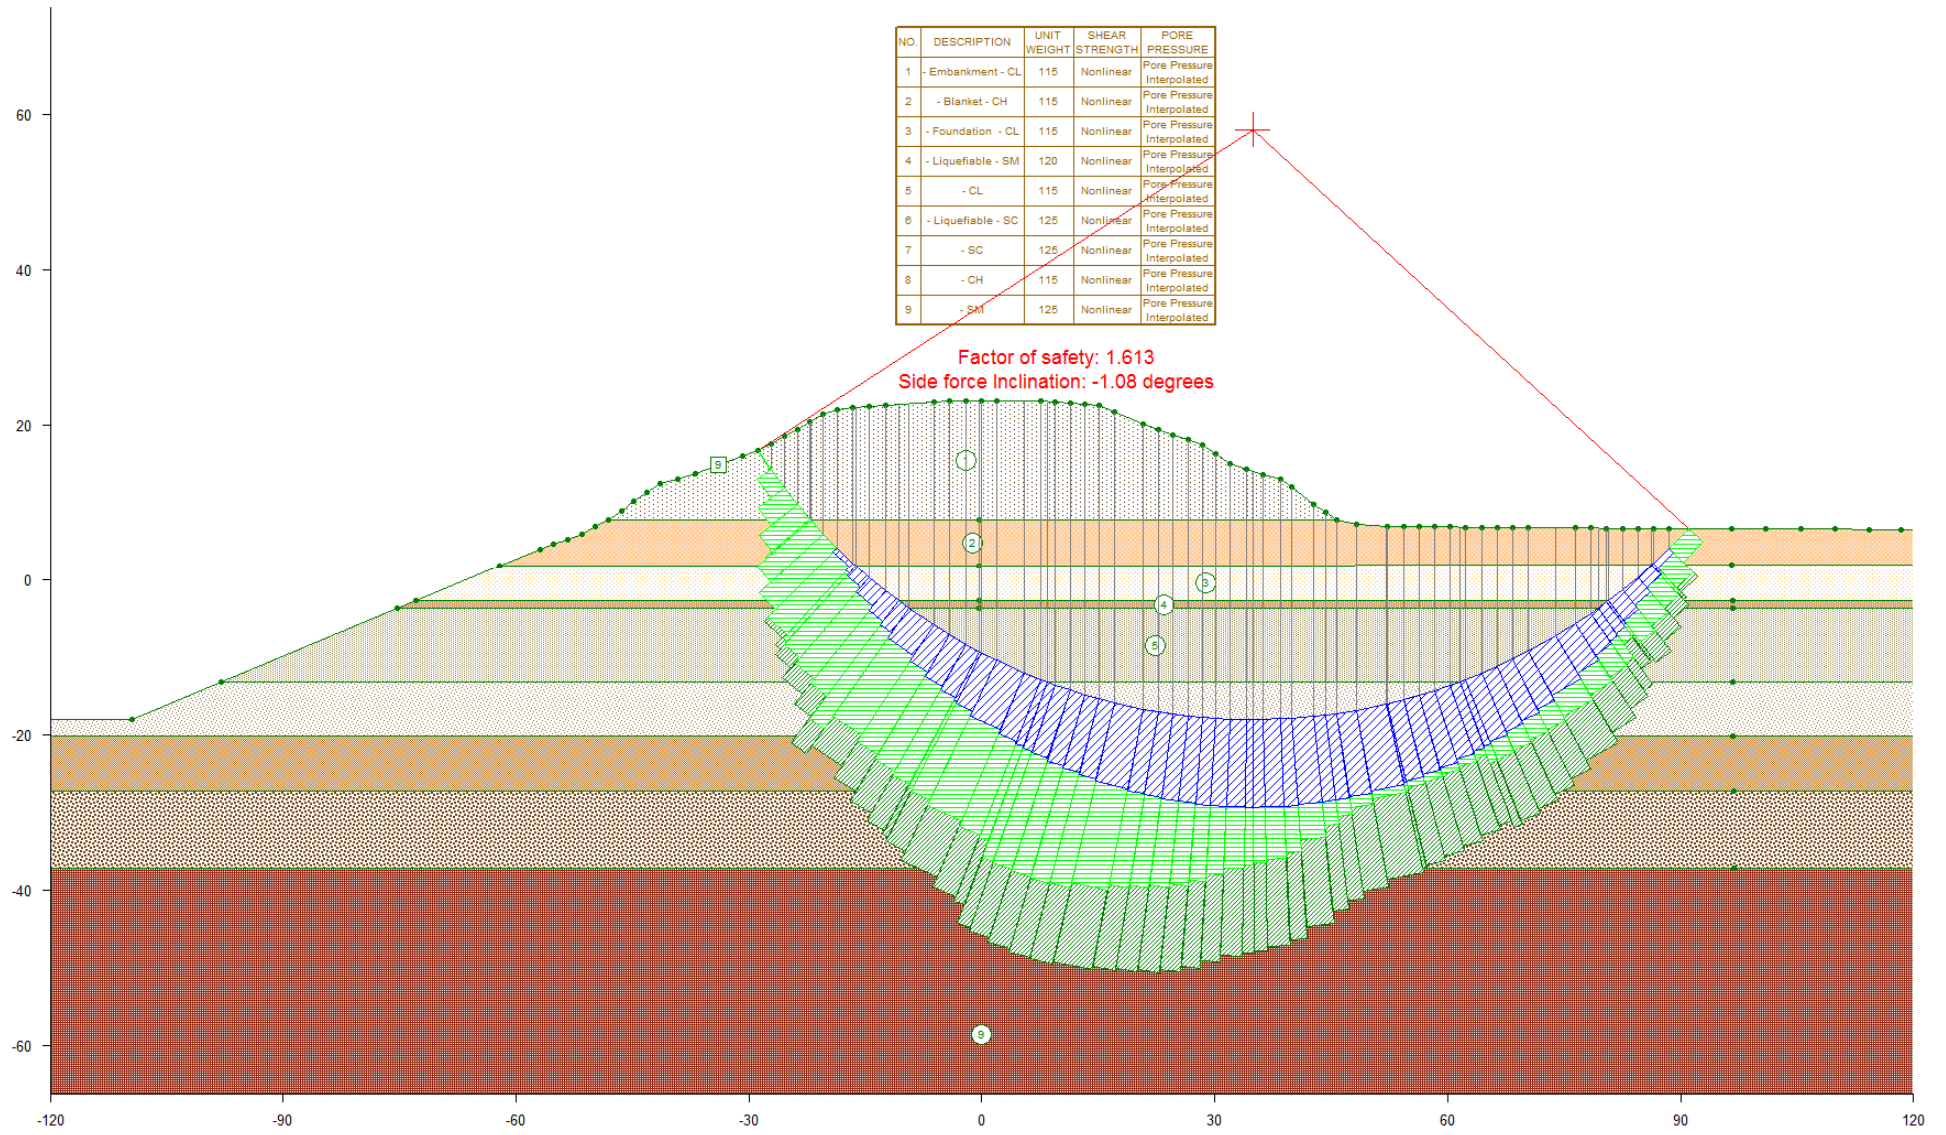 NO. DESCRIPTION UNIT WEIGHT SHEAR STRENGTH PORE PRESSURE
1 - Embankment - CL 115 Nonlinear Pore Pressure Interpolated
2 - Blanket - CH 115 Nonlinear Pore Pressure Interpolated
3 - Foundation - CL 115 Nonlinear Pore Pressure Interpolated
4 - Liquefiable - SM 120 Nonlinear Pore Pressure Interpolated
5 - CL 115 Nonlinear Pore Pressure Interpolated
6 - Liquefiable - SC 125 Nonlinear Pore Pressure Interpolated
7 - SC 125 Nonlinear Pore Pressure Interpolated
8 - CH 115 Nonlinear Pore Pressure Interpolated
9 - SM 125 Nonlinear Pore Pressure Interpolated
Factor of safety: 1.613
Side force Inclination: -1.08 degrees
60
40
20
0
-20
-40
-60
9
1
2
3
4
5
9
-120 -90 -60 -30 0 30 60 90 120